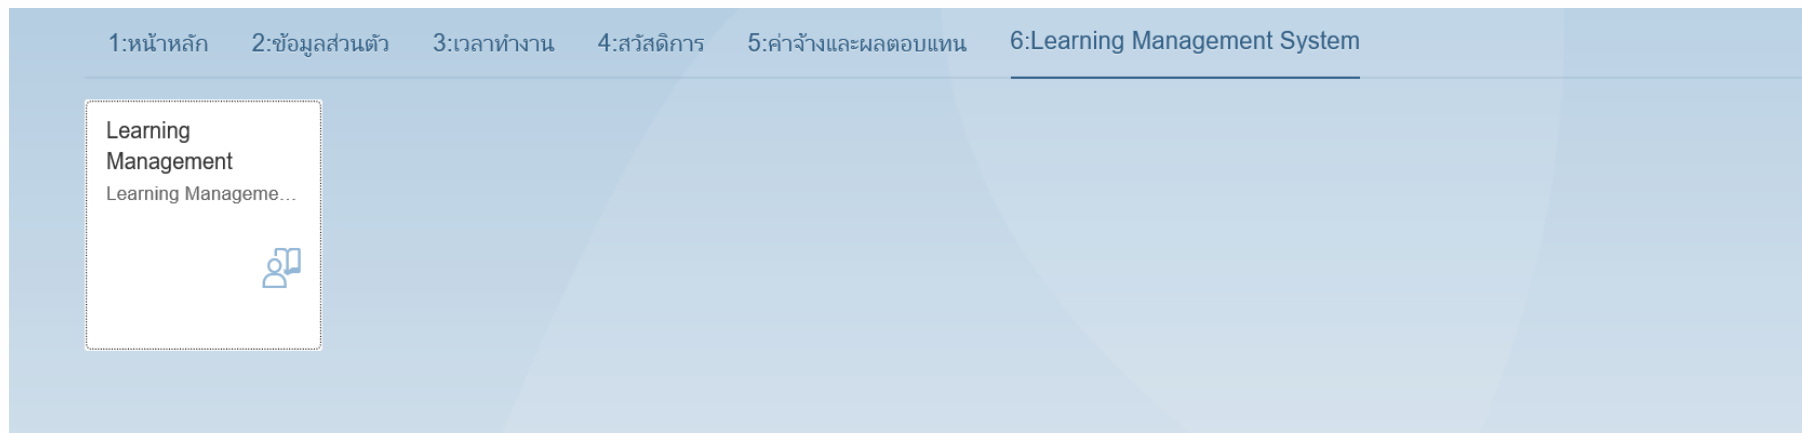 1:หน้าหลัก 2:ข้อมูลส่วนตัว 3:เวลาทำงาน 4:สวัสดิการ 5:ค่าจ้างและผลตอบแทน 6:Learning Management System
Learning
Management
Learning Manageme...